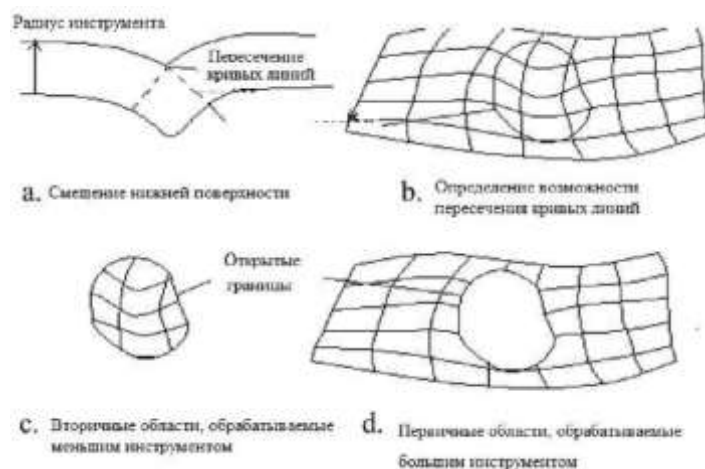 Радиус инструмента
Пересечение
кривых линий
a. Смещение нижней поверхности
b. Определение возможности
пересечения кривых линий
Открытые
границы
c. Вторичные области, обрабатываемые
меньшим инструментом
d. Первичные области, обрабатываемые
большим инструментом